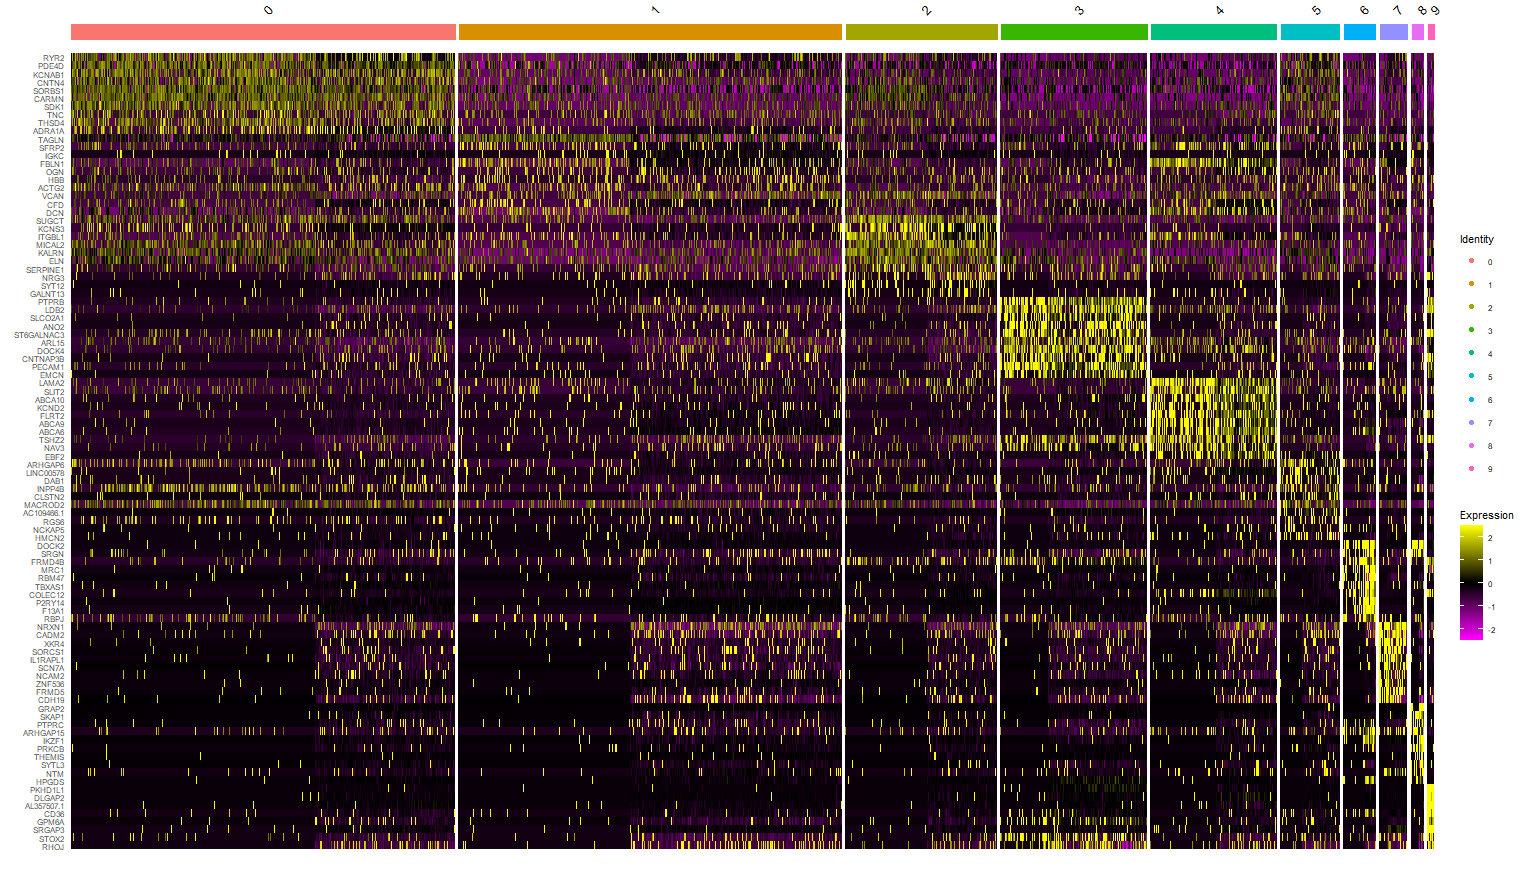 0 1 2 3 4 5 6 7 8 9
RYR2
PDE4D
KCNAB1
CNTN4
SORBS1
CARMN
SDK1
TNC
THSD4
ADRA1A
TAGLN
SFRP2
IGKC
FBLN1
OGN
HBB
ACTG2
VCAN
CFD
DCN
SUGCT
KCNS3
ITGBL1
MICAL2
KALRN
ELN
SERPINE1
NRG3
SYT12
GALNT13
PTPRB
LDB2
SLCO2A1
ANO2
ST6GALNAC3
ARL15
DOCK4
CNTNAP3B
PECAM1
EMCN
LAMA2
SLIT2
ABCA10
KCND2
FLRT2
ABCA9
ABCA6
TSHZ2
NAV3
EBF2
ARHGAP6
LINC00578
DAB1
INPP4B
CLSTN2
MACROD2
AC109466.1
RGS6
NCKAP5
HMCN2
DOCK2
SRGN
FRMD4B
MRC1
RBM47
TBXAS1
COLEC12
P2RY14
F13A1
RBPJ
NRXN1
CADM2
XKR4
SORCS1
IL1RAPL1
SCN7A
NCAM2
ZNF536
FRMD5
CDH19
GRAP2
SKAP1
PTPRC
ARHGAP15
IKZF1
PRKCB
THEMIS
SYTL3
NTM
HPGDS
PKHD1L1
DLGAP2
AL357507.1
CD36
GPM6A
SRGAP3
STOX2
RHOJ
Identity
0
1
2
3
4
5
6
7
8
9
Expression
2
1
0
-1
-2